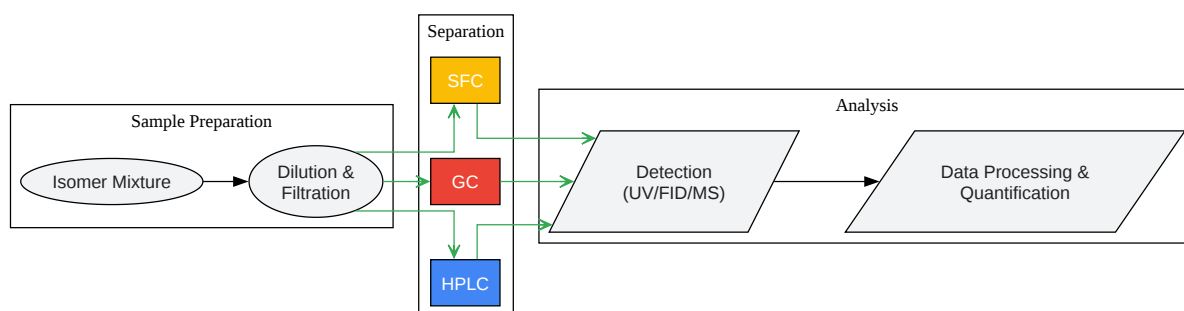 Sample Preparation
Isomer Mixture
Dilution &
Filtration
Separation
SFC
GC
HPLC
Analysis
Detection
(UV/FID/MS)
Data Processing &
Quantification